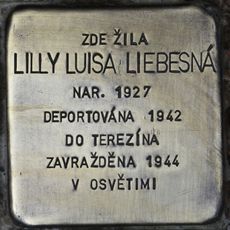 ZDE ŽILA
LILLY LUISA LIEBESNÁ
NAR. 1927
DEPORTOVÁNA 1942
DO TEREZÍNA
ZAVRAŽDĚNA 1944
V OSVĚTIMI